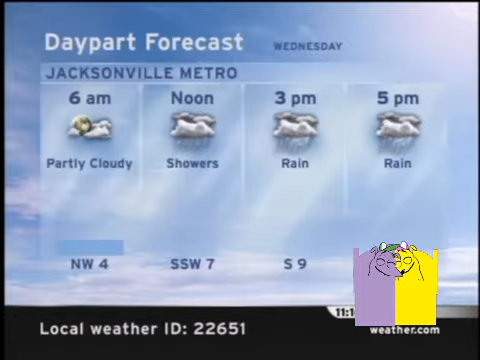 Daypart Forecast WEDNESDAY
JACKSONVILLE METRO
6 am Noon 3 pm 5 pm
Partly Cloudy Showers Rain Rain
NW 4 SSW 7 S 9
Local weather ID: 22651
weather.com